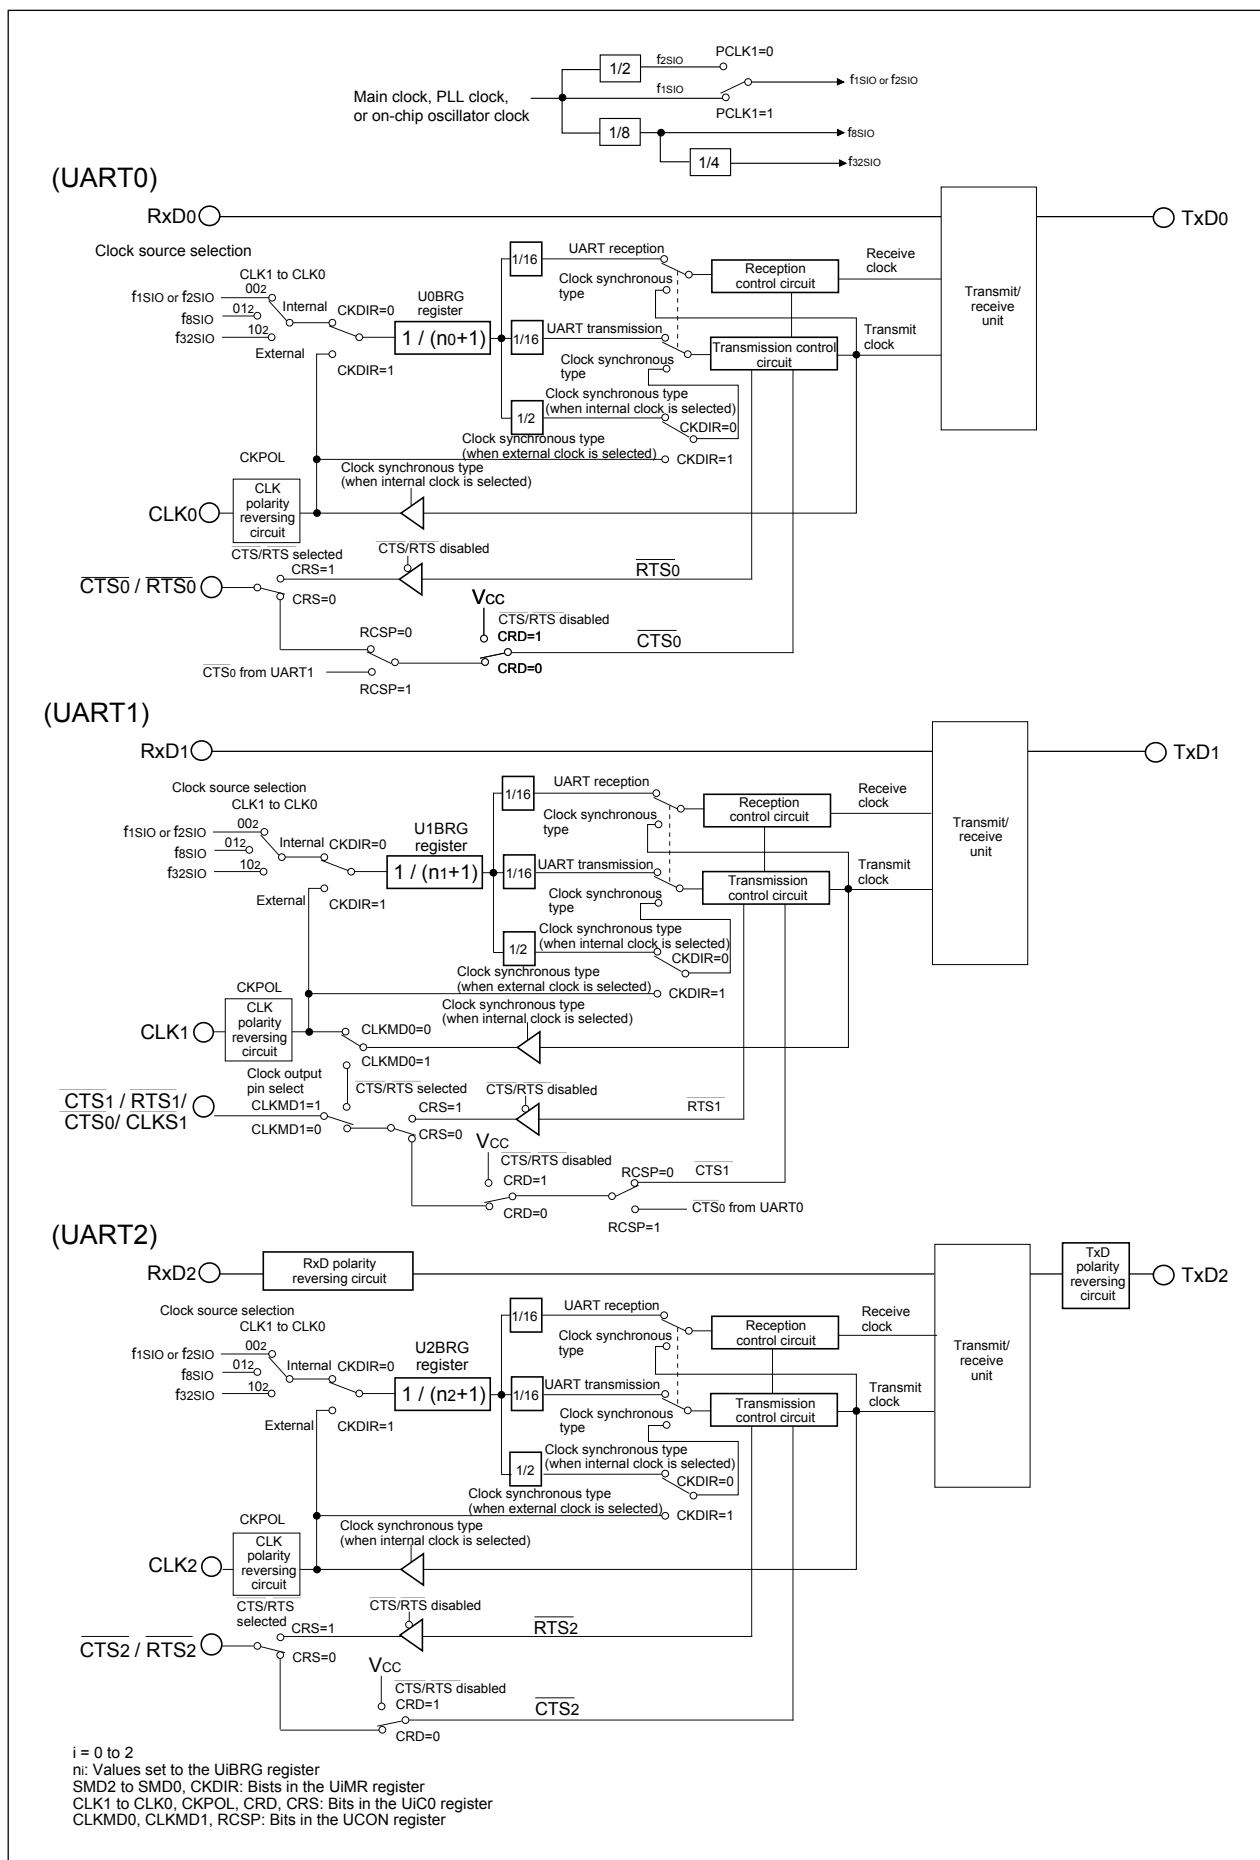 PCLK1=0
f2SIO
1/2
f1SIO or f2SIO
f1SIO
Main clock, PLL clock,
or on-chip oscillator clock
PCLK1=1
1/8
f8SIO
1/4
f32SIO
(UART0)
RxD0
TxD0
Clock source selection
UART reception
1/16
Reception
control circuit
Receive
clock
CLK1 to CLK0
Clock synchronous
type
Transmit/
receive
unit
f1SIO or f2SIO
002
Internal
CKDIR=0
U0BRG
register
f8SIO
012
1 / (n0+1)
1/16
UART transmission
Transmission control
circuit
Transmit
clock
f32SIO
102
External
CKDIR=1
Clock synchronous
type
Clock synchronous type
(when internal clock is selected)
1/2
CKDIR=0
Clock synchronous type
(when external clock is selected)
CKDIR=1
CKPOL
Clock synchronous type
(when internal clock is selected)
CLK0
CLK
polarity
reversing
circuit
CTS/RTS selected
CTS/RTS disabled
CTS0 / RTS0
CRS=1
RTS0
CRS=0
VCC
CTS/RTS disabled
RCSP=0
CRD=1
CTS0
CTS0 from UART1
CRD=0
RCSP=1
(UART1)
RxD1
TxD1
Clock source selection
UART reception
1/16
Reception
control circuit
Receive
clock
CLK1 to CLK0
Clock synchronous
type
Transmit/
receive
unit
f1SIO or f2SIO
002
Internal
CKDIR=0
U1BRG
register
f8SIO
012
1 / (n1+1)
1/16
UART transmission
Transmission
control circuit
Transmit
clock
f32SIO
102
External
CKDIR=1
Clock synchronous
type
Clock synchronous type
(when internal clock is selected)
1/2
CKDIR=0
Clock synchronous type
(when external clock is selected)
CKDIR=1
CKPOL
Clock synchronous type
(when internal clock is selected)
CLK1
CLK
polarity
reversing
circuit
CLKMD0=0
CLKMD0=1
Clock output
pin select
CTS/RTS selected
CTS/RTS disabled
CTS1 / RTS1/
CTS0/ CLKS1
CLKMD1=1
CRS=1
RTS1
CLKMD1=0
CRS=0
VCC
CTS/RTS disabled
CRD=1
RCSP=0
CTS1
CRD=0
CTS0 from UART0
RCSP=1
(UART2)
RxD2
RxD polarity
reversing circuit
TxD
polarity
reversing
circuit
TxD2
Clock source selection
UART reception
1/16
Reception
control circuit
Receive
clock
CLK1 to CLK0
Clock synchronous
type
Transmit/
receive
unit
f1SIO or f2SIO
002
Internal
CKDIR=0
U2BRG
register
f8SIO
012
1 / (n2+1)
1/16
UART transmission
Transmission
control circuit
Transmit
clock
f32SIO
102
External
CKDIR=1
Clock synchronous
type
Clock synchronous type
(when internal clock is selected)
1/2
CKDIR=0
Clock synchronous type
(when external clock is selected)
CKDIR=1
CKPOL
Clock synchronous type
(when internal clock is selected)
CLK2
CLK
polarity
reversing
circuit
CTS/RTS
selected
CTS/RTS disabled
CTS2 / RTS2
CRS=1
RTS2
CRS=0
VCC
CTS/RTS disabled
CRD=1
CTS2
CRD=0
i = 0 to 2
ni: Values set to the UiBRG register
SMD2 to SMD0, CKDIR: Bists in the UiMR register
CLK1 to CLK0, CKPOL, CRD, CRS: Bits in the UiC0 register
CLKMD0, CLKMD1, RCSP: Bits in the UCON register